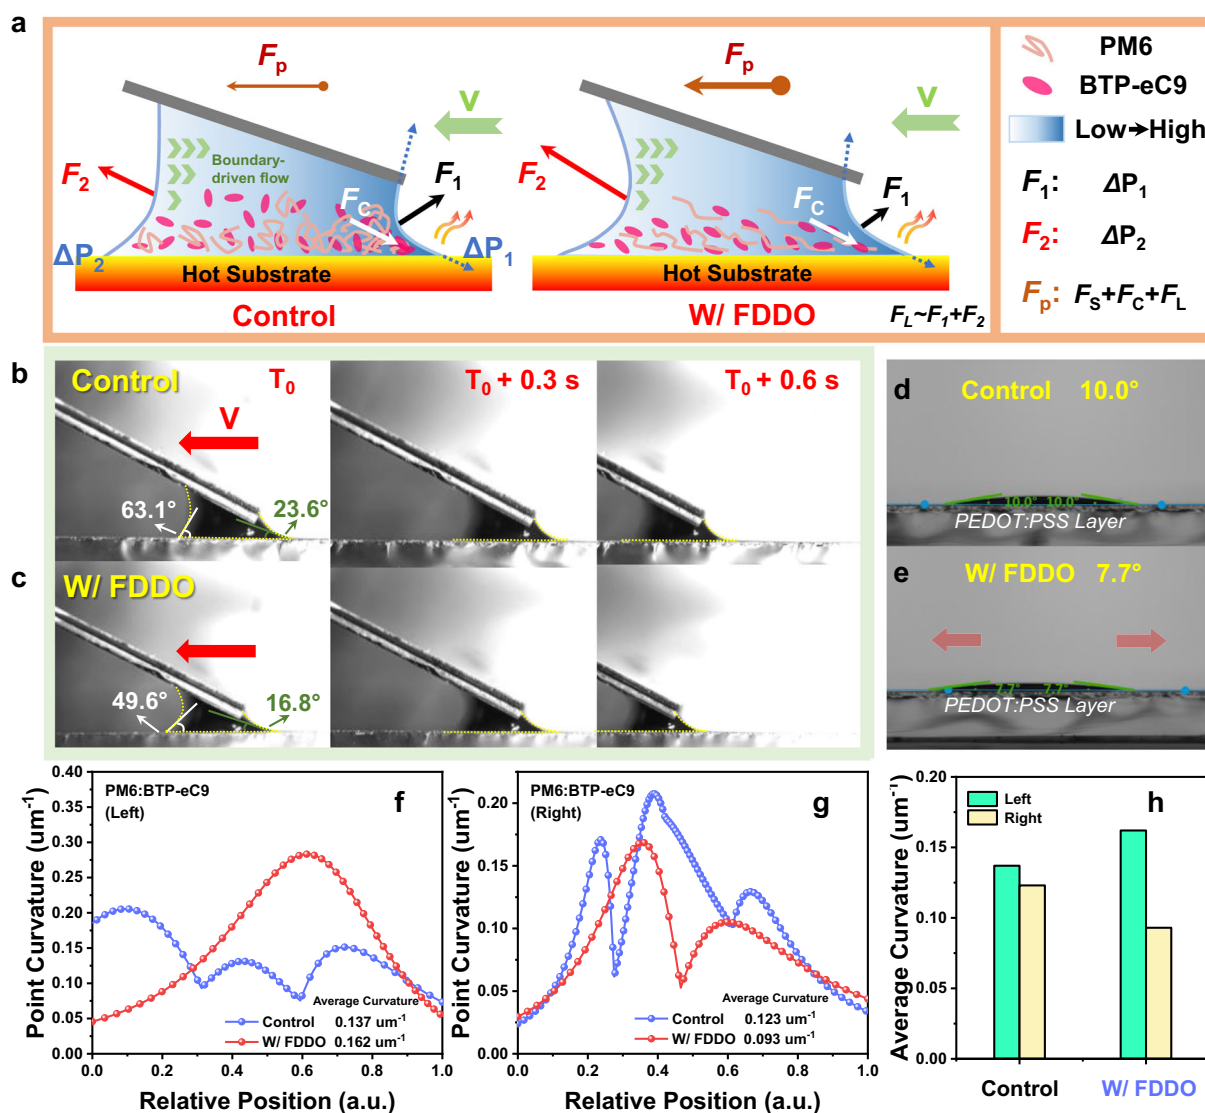 a
F_p
V
F_2
Boundary-
driven flow
F_C
F_1
ΔP_2
ΔP_1
Hot Substrate
Control
F_p
V
F_2
F_C
F_1
Hot Substrate
W/ FDDO
F_L~F_1+F_2
PM6
BTP-eC9
Low→High
F_1: ΔP_1
F_2: ΔP_2
F_p: F_S+F_C+F_L
b
Control
T_0
V
63.1°
23.6°
T_0 + 0.3 s
T_0 + 0.6 s
c
W/ FDDO
49.6°
16.8°
d
Control 10.0°
10.0° 10.0°
PEDOT:PSS Layer
e
W/ FDDO 7.7°
7.7° 7.7°
PEDOT:PSS Layer
f
PM6:BTP-eC9
(Left)
Point Curvature (um⁻¹)
0.40
0.35
0.30
0.25
0.20
0.15
0.10
0.05
0.00
Average Curvature
Control 0.137 um⁻¹
W/ FDDO 0.162 um⁻¹
0.0 0.2 0.4 0.6 0.8 1.0
Relative Position (a.u.)
g
PM6:BTP-eC9
(Right)
Point Curvature (um⁻¹)
0.20
0.15
0.10
0.05
0.00
Average Curvature
Control 0.123 um⁻¹
W/ FDDO 0.093 um⁻¹
0.0 0.2 0.4 0.6 0.8 1.0
Relative Position (a.u.)
h
Left
Right
Average Curvature (um⁻¹)
0.20
0.15
0.10
0.05
0.00
Control
W/ FDDO